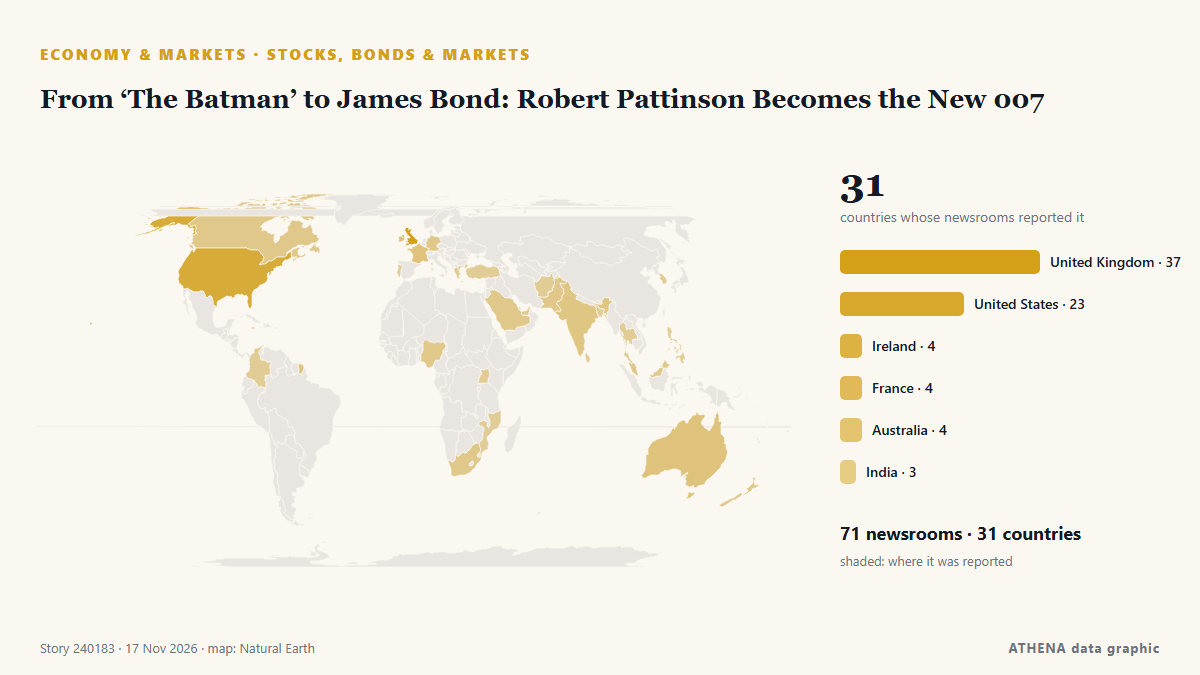 ECONOMY & MARKETS · STOCKS, BONDS & MARKETS
From ‘The Batman’ to James Bond: Robert Pattinson Becomes the New 007
31
countries whose newsrooms reported it
United Kingdom · 37
United States · 23
Ireland · 4
France · 4
Australia · 4
India · 3
71 newsrooms · 31 countries
shaded: where it was reported
Story 240183 · 17 Nov 2026 · map: Natural Earth
ATHENA data graphic